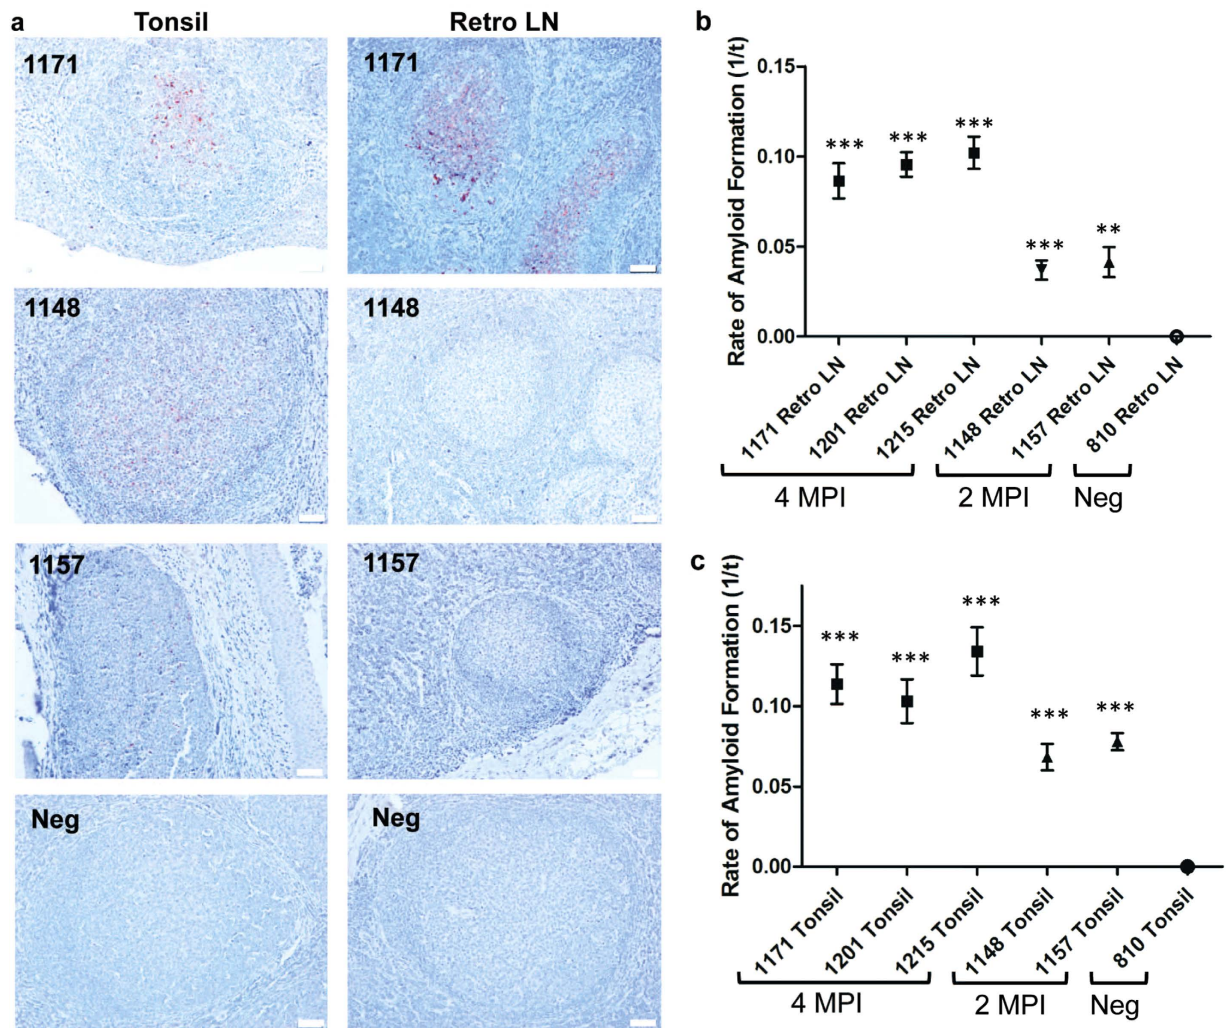 a
Tonsil
Retro LN
1171
1171
1148
1148
1157
1157
Neg
Neg
b
Rate of Amyloid Formation (1/t)
0.15
0.10
0.05
0.00
***
***
***
***
**
1171 Retro LN
1201 Retro LN
1215 Retro LN
1148 Retro LN
1157 Retro LN
810 Retro LN
4 MPI
2 MPI
Neg
c
Rate of Amyloid Formation (1/t)
0.15
0.10
0.05
0.00
***
***
***
***
***
1171 Tonsil
1201 Tonsil
1215 Tonsil
1148 Tonsil
1157 Tonsil
810 Tonsil
4 MPI
2 MPI
Neg